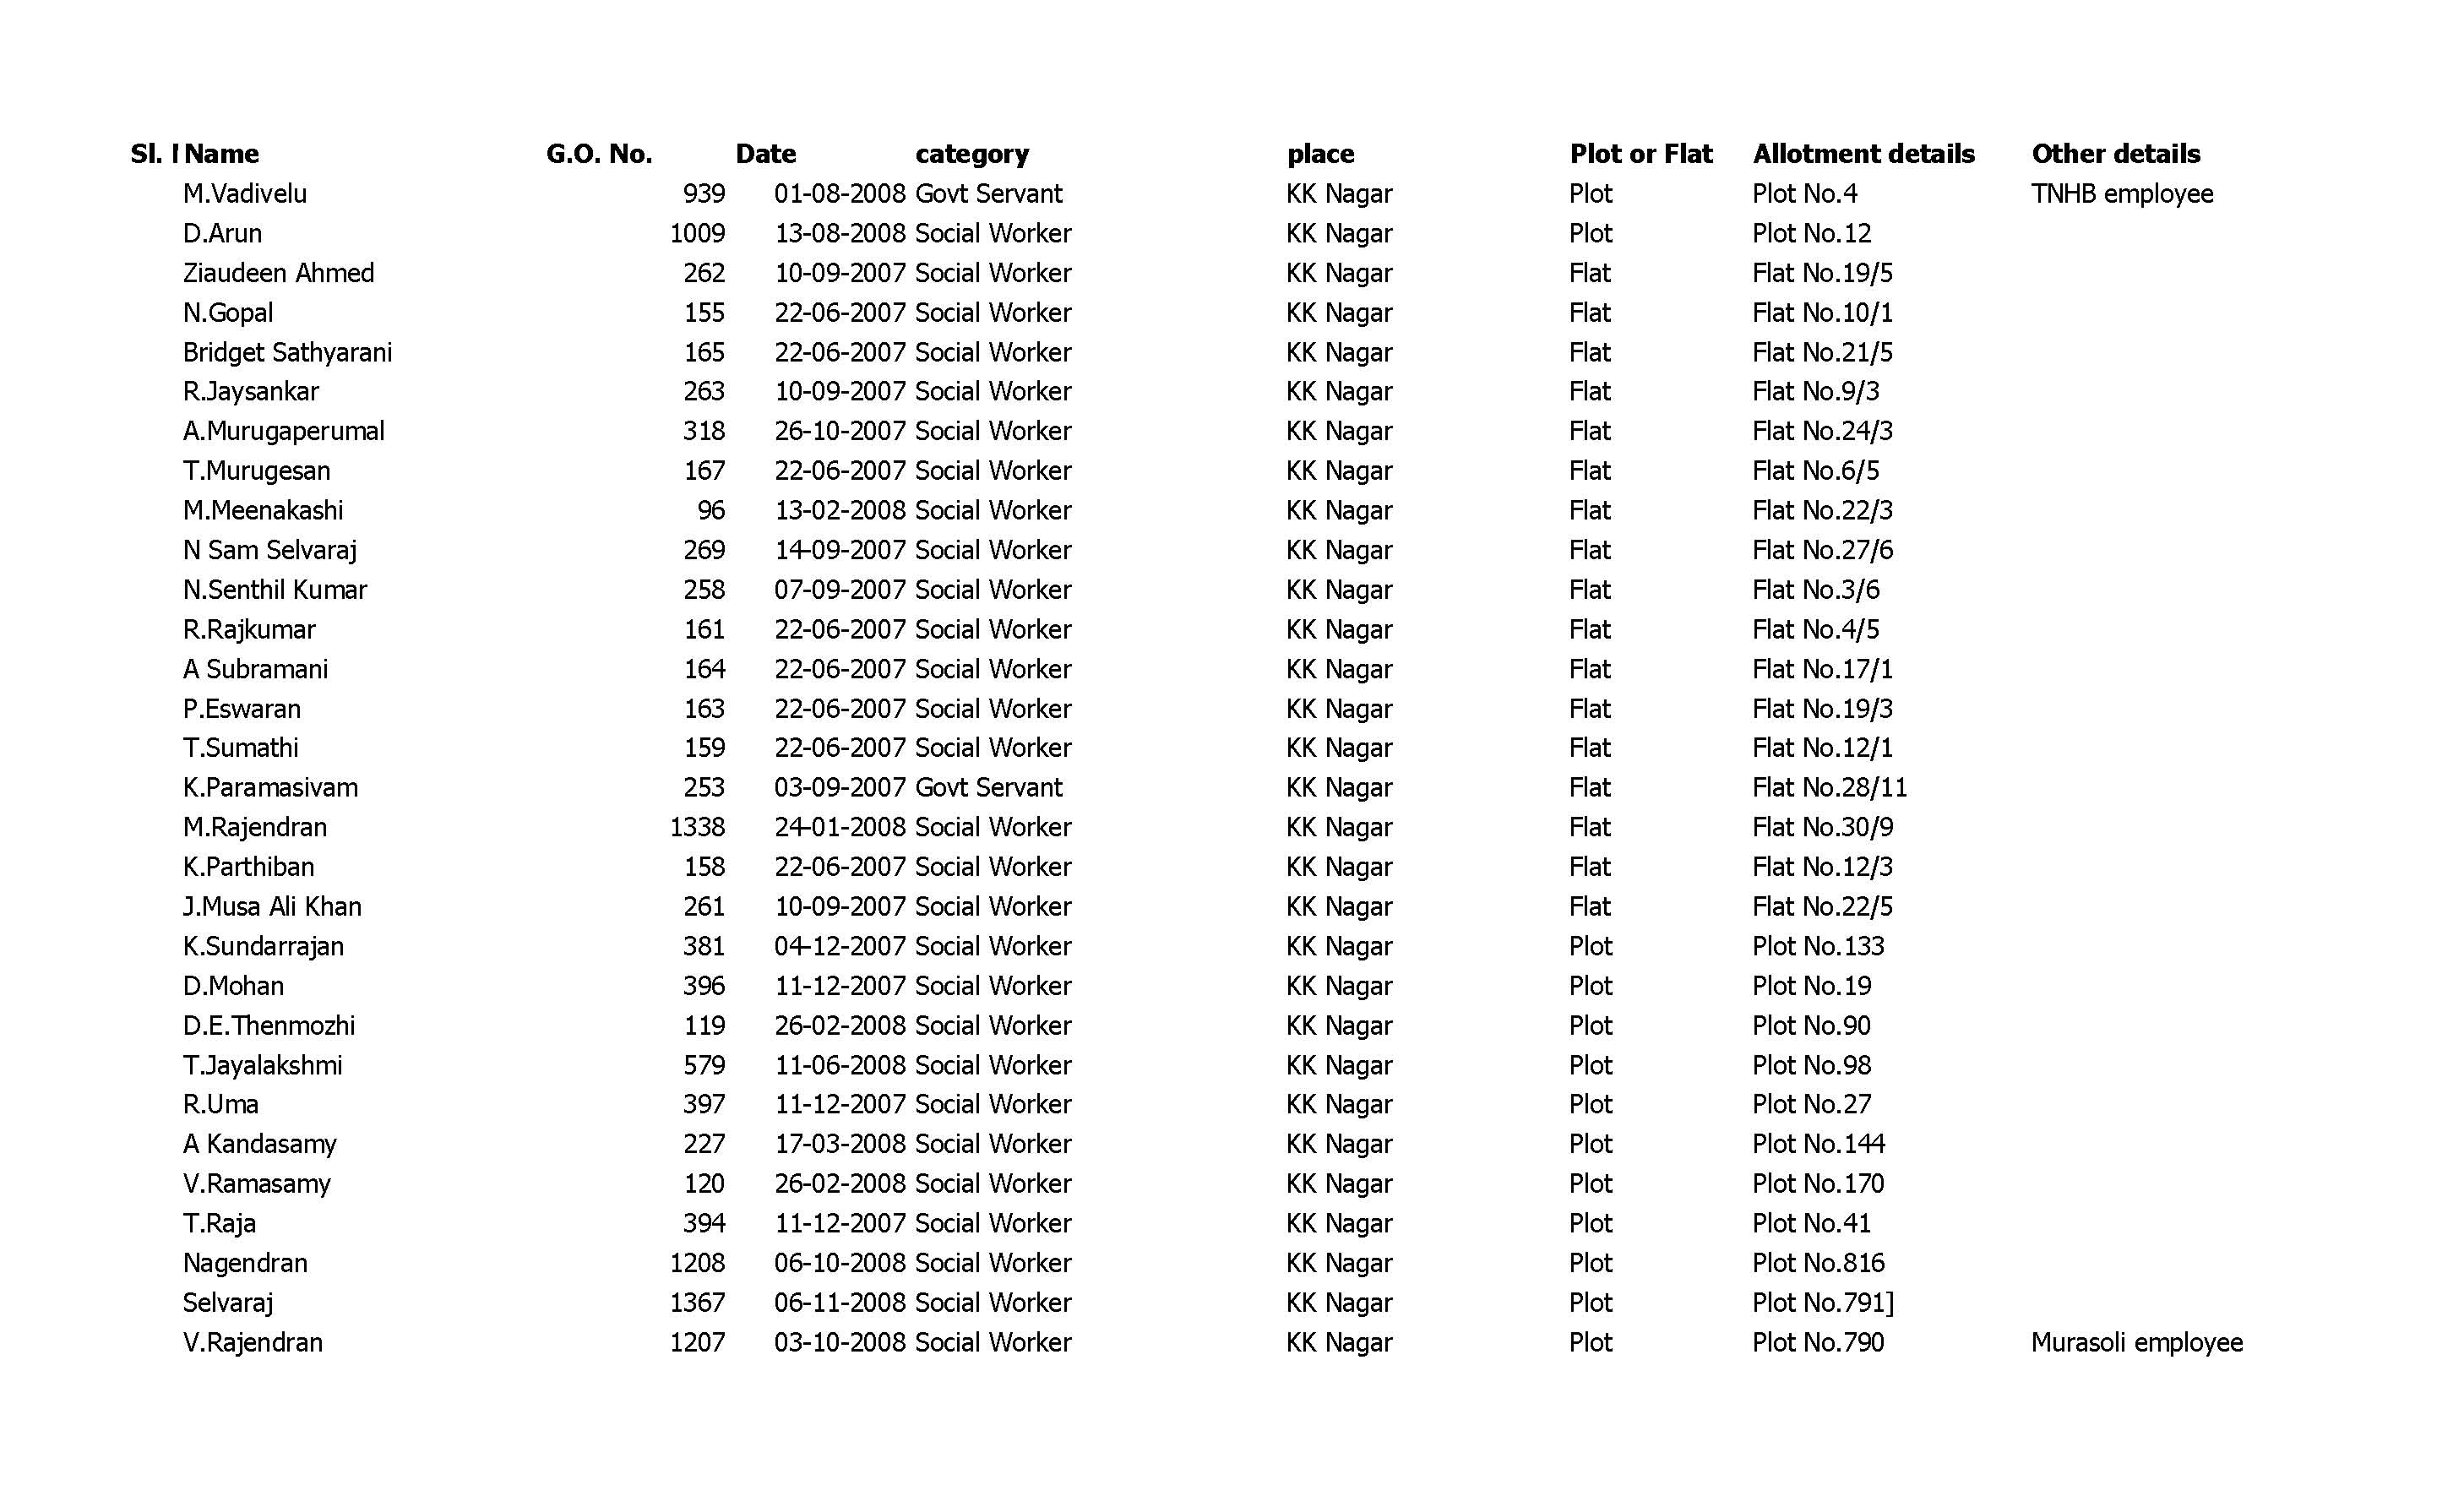 Sl. I Name G.O. No. Date category place Plot or Flat Allotment details Other details
M.Vadivelu 939 01-08-2008 Govt Servant KK Nagar Plot Plot No.4 TNHB employee
D.Arun 1009 13-08-2008 Social Worker KK Nagar Plot Plot No.12
Ziaudeen Ahmed 262 10-09-2007 Social Worker KK Nagar Flat Flat No.19/5
N.Gopal 155 22-06-2007 Social Worker KK Nagar Flat Flat No.10/1
Bridget Sathyarani 165 22-06-2007 Social Worker KK Nagar Flat Flat No.21/5
R.Jaysankar 263 10-09-2007 Social Worker KK Nagar Flat Flat No.9/3
A.Murugaperumal 318 26-10-2007 Social Worker KK Nagar Flat Flat No.24/3
T.Murugesan 167 22-06-2007 Social Worker KK Nagar Flat Flat No.6/5
M.Meenakashi 96 13-02-2008 Social Worker KK Nagar Flat Flat No.22/3
N Sam Selvaraj 269 14-09-2007 Social Worker KK Nagar Flat Flat No.27/6
N.Senthil Kumar 258 07-09-2007 Social Worker KK Nagar Flat Flat No.3/6
R.Rajkumar 161 22-06-2007 Social Worker KK Nagar Flat Flat No.4/5
A Subramani 164 22-06-2007 Social Worker KK Nagar Flat Flat No.17/1
P.Eswaran 163 22-06-2007 Social Worker KK Nagar Flat Flat No.19/3
T.Sumathi 159 22-06-2007 Social Worker KK Nagar Flat Flat No.12/1
K.Paramasivam 253 03-09-2007 Govt Servant KK Nagar Flat Flat No.28/11
M.Rajendran 1338 24-01-2008 Social Worker KK Nagar Flat Flat No.30/9
K.Parthiban 158 22-06-2007 Social Worker KK Nagar Flat Flat No.12/3
J.Musa Ali Khan 261 10-09-2007 Social Worker KK Nagar Flat Flat No.22/5
K.Sundarrajan 381 04-12-2007 Social Worker KK Nagar Plot Plot No.133
D.Mohan 396 11-12-2007 Social Worker KK Nagar Plot Plot No.19
D.E.Thenmozhi 119 26-02-2008 Social Worker KK Nagar Plot Plot No.90
T.Jayalakshmi 579 11-06-2008 Social Worker KK Nagar Plot Plot No.98
R.Uma 397 11-12-2007 Social Worker KK Nagar Plot Plot No.27
A Kandasamy 227 17-03-2008 Social Worker KK Nagar Plot Plot No.144
V.Ramasamy 120 26-02-2008 Social Worker KK Nagar Plot Plot No.170
T.Raja 394 11-12-2007 Social Worker KK Nagar Plot Plot No.41
Nagendran 1208 06-10-2008 Social Worker KK Nagar Plot Plot No.816
Selvaraj 1367 06-11-2008 Social Worker KK Nagar Plot Plot No.791]
V.Rajendran 1207 03-10-2008 Social Worker KK Nagar Plot Plot No.790 Murasoli employee